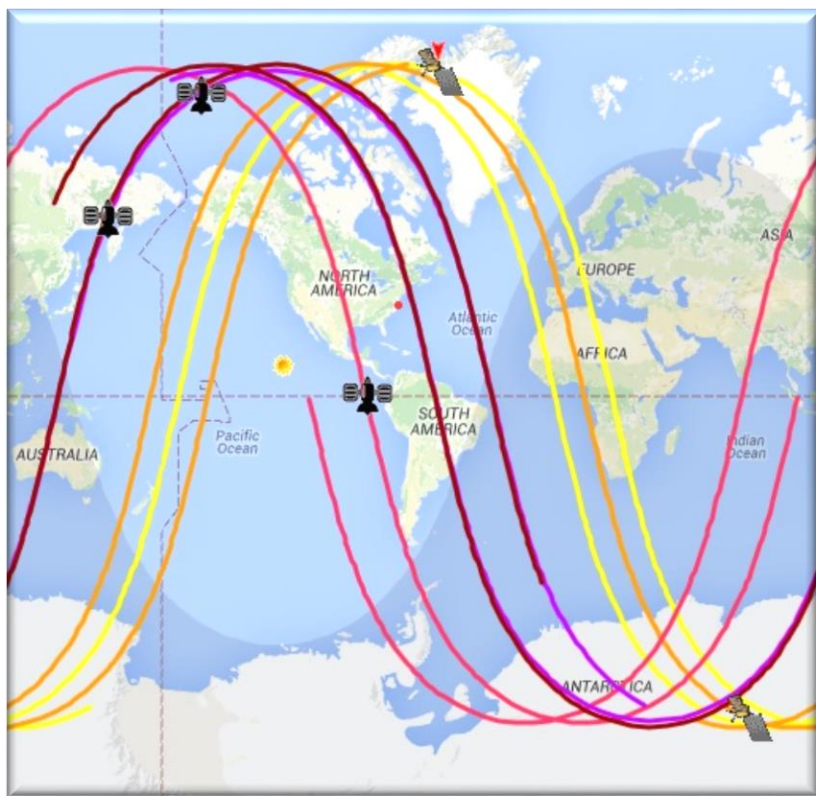 ASIA
EUROPE
NORTH
AMERICA
Atlantic
Ocean
AFRICA
SOUTH
AMERICA
Pacific
Ocean
Indian
Ocean
AUSTRALIA
ANTARCTICA